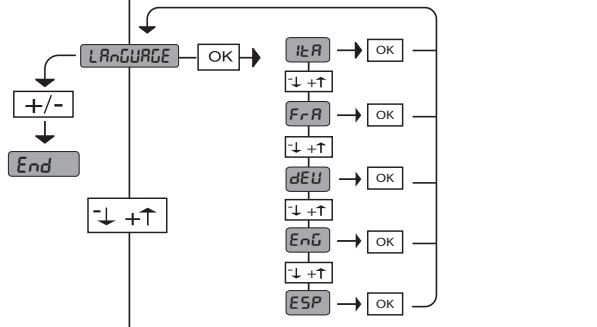 LAnGUAGE
OK
ItA
OK
+/-
- +
FrA
OK
- +
End
dEU
OK
- +
- +
EnG
OK
- +
ESP
OK